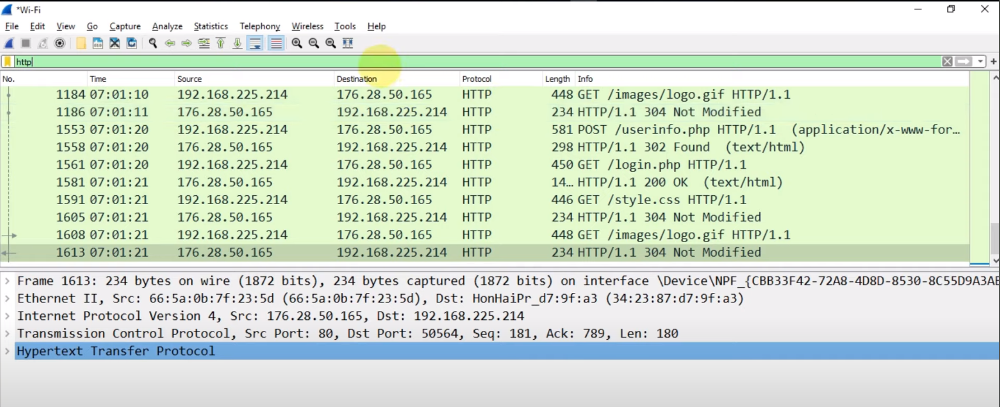 *Wi-Fi
File Edit View Go Capture Analyze Statistics Telephony Wireless Tools Help
http
No. Time Source Destination Protocol Length Info
1184 07:01:10 192.168.225.214 176.28.50.165 HTTP 448 GET /images/logo.gif HTTP/1.1
1186 07:01:11 176.28.50.165 192.168.225.214 HTTP 234 HTTP/1.1 304 Not Modified
1553 07:01:20 192.168.225.214 176.28.50.165 HTTP 581 POST /userinfo.php HTTP/1.1 (application/x-www-for…
1558 07:01:20 176.28.50.165 192.168.225.214 HTTP 298 HTTP/1.1 302 Found (text/html)
1561 07:01:20 192.168.225.214 176.28.50.165 HTTP 450 GET /login.php HTTP/1.1
1581 07:01:21 176.28.50.165 192.168.225.214 HTTP 14… HTTP/1.1 200 OK (text/html)
1591 07:01:21 192.168.225.214 176.28.50.165 HTTP 446 GET /style.css HTTP/1.1
1605 07:01:21 176.28.50.165 192.168.225.214 HTTP 234 HTTP/1.1 304 Not Modified
1608 07:01:21 192.168.225.214 176.28.50.165 HTTP 448 GET /images/logo.gif HTTP/1.1
1613 07:01:21 176.28.50.165 192.168.225.214 HTTP 234 HTTP/1.1 304 Not Modified
Frame 1613: 234 bytes on wire (1872 bits), 234 bytes captured (1872 bits) on interface \Device\NPF_{CBB33F42-72A8-4D8D-8530-8C55D9A3AE
Ethernet II, Src: 66:5a:0b:7f:23:5d (66:5a:0b:7f:23:5d), Dst: HonHaiPr_d7:9f:a3 (34:23:87:d7:9f:a3)
Internet Protocol Version 4, Src: 176.28.50.165, Dst: 192.168.225.214
Transmission Control Protocol, Src Port: 80, Dst Port: 50564, Seq: 181, Ack: 789, Len: 180
Hypertext Transfer Protocol